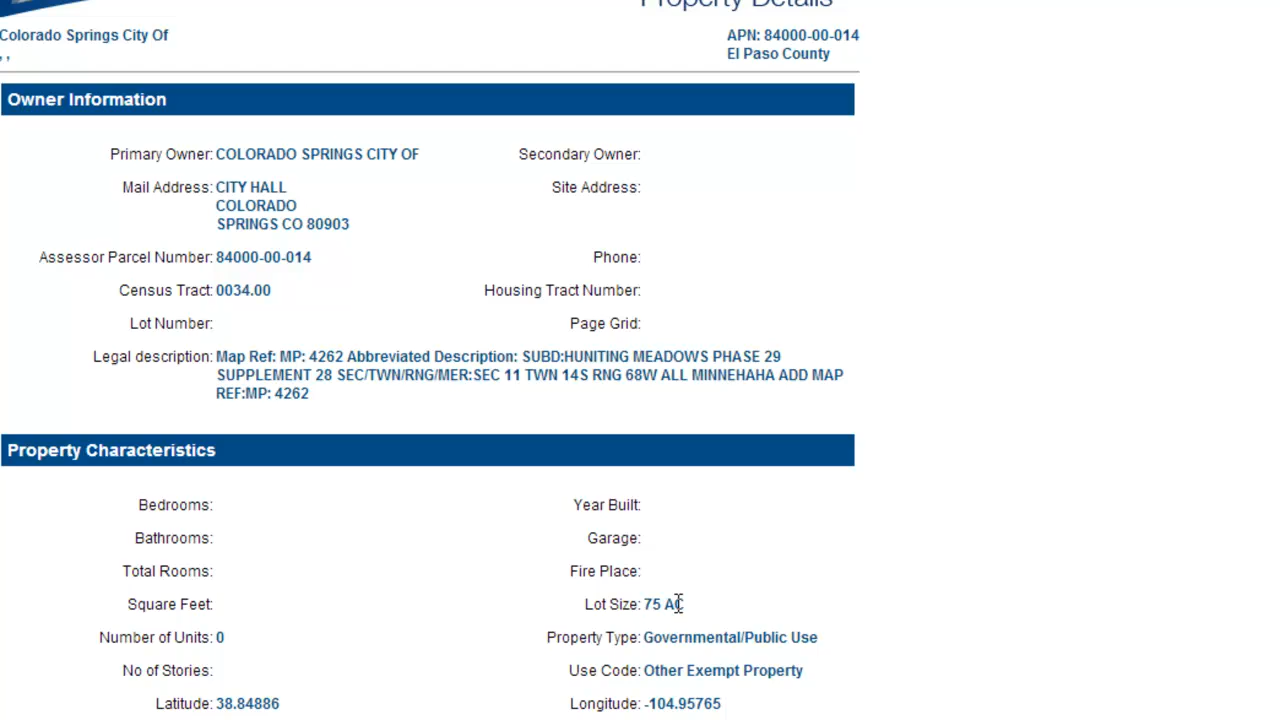 Property Details
Colorado Springs City Of
, ,
APN: 84000-00-014
El Paso County
Owner Information
Primary Owner: COLORADO SPRINGS CITY OF
Secondary Owner:
Mail Address: CITY HALL
COLORADO
SPRINGS CO 80903
Site Address:
Assessor Parcel Number: 84000-00-014
Phone:
Census Tract: 0034.00
Housing Tract Number:
Lot Number:
Page Grid:
Legal description: Map Ref: MP: 4262 Abbreviated Description: SUBD:HUNITING MEADOWS PHASE 29
SUPPLEMENT 28 SEC/TWN/RNG/MER:SEC 11 TWN 14S RNG 68W ALL MINNEHAHA ADD MAP
REF:MP: 4262
Property Characteristics
Bedrooms:
Year Built:
Bathrooms:
Garage:
Total Rooms:
Fire Place:
Square Feet:
Lot Size: 75 AC
Number of Units: 0
Property Type: Governmental/Public Use
No of Stories:
Use Code: Other Exempt Property
Latitude: 38.84886
Longitude: -104.95765